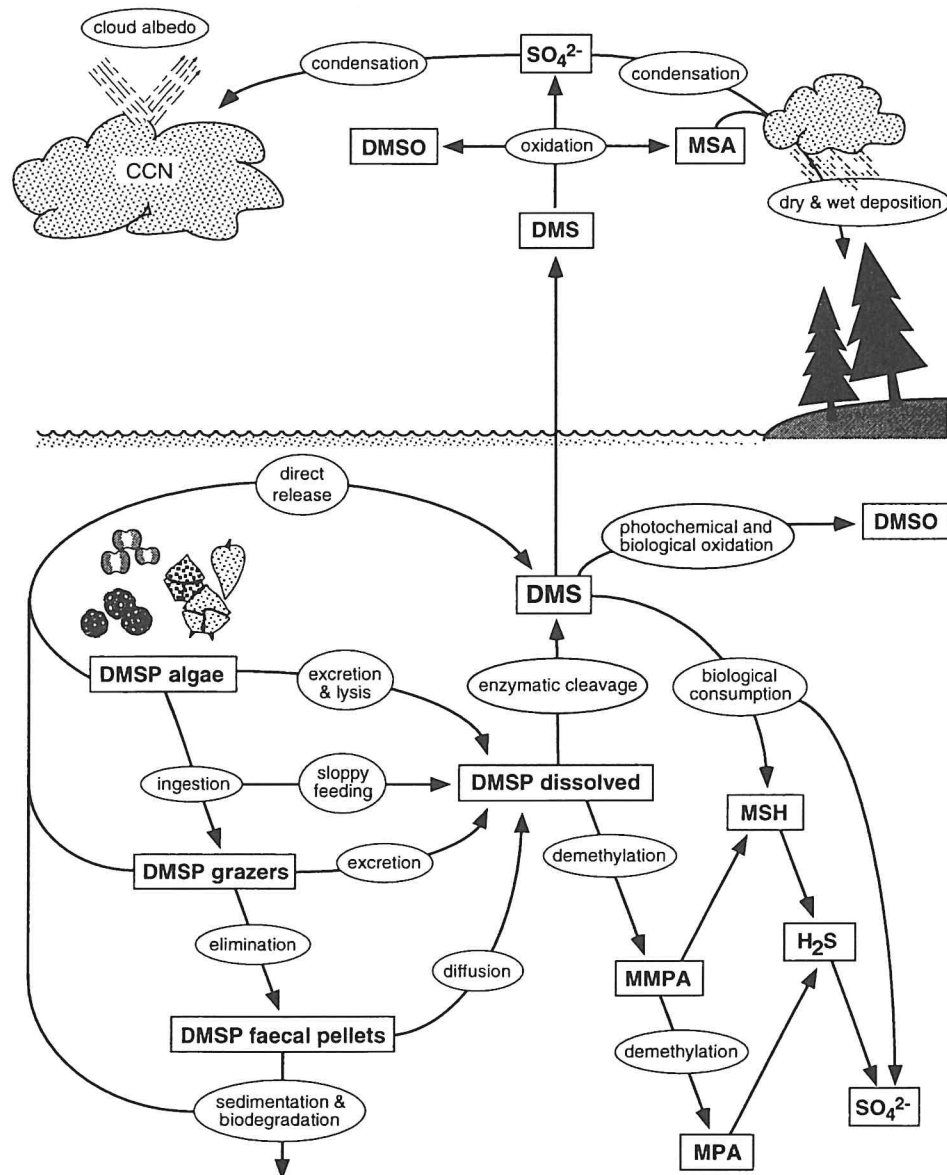 cloud albedo
condensation
SO₄²⁻
condensation
CCN
DMSO
oxidation
MSA
dry & wet deposition
DMS
direct
release
photochemical and
biological oxidation
DMSO
DMS
DMSP algae
excretion
& lysis
enzymatic cleavage
biological
consumption
ingestion
sloppy
feeding
DMSP dissolved
MSH
DMSP grazers
excretion
demethylation
elimination
diffusion
H₂S
MMPA
DMSP faecal pellets
demethylation
sedimentation &
biodegradation
SO₄²⁻
MPA